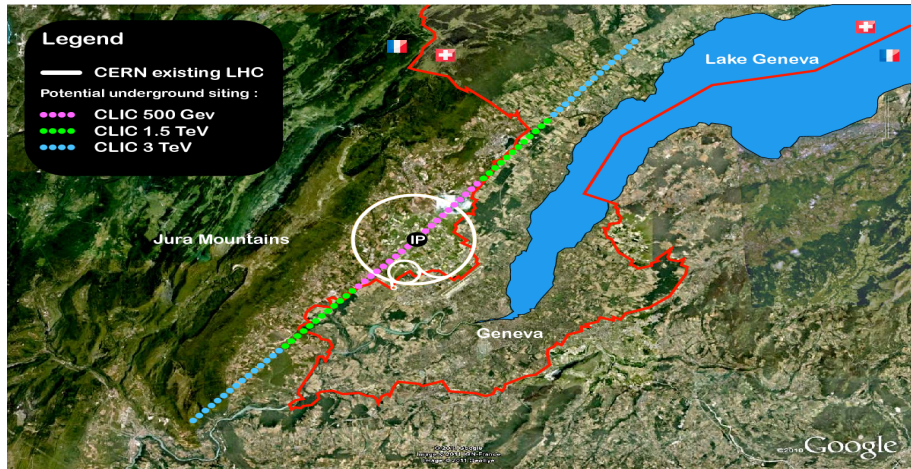 Legend
CERN existing LHC
Potential underground siting :
CLIC 500 Gev
CLIC 1.5 TeV
CLIC 3 TeV
Lake Geneva
Jura Mountains
IP
Geneva
©2010 Google